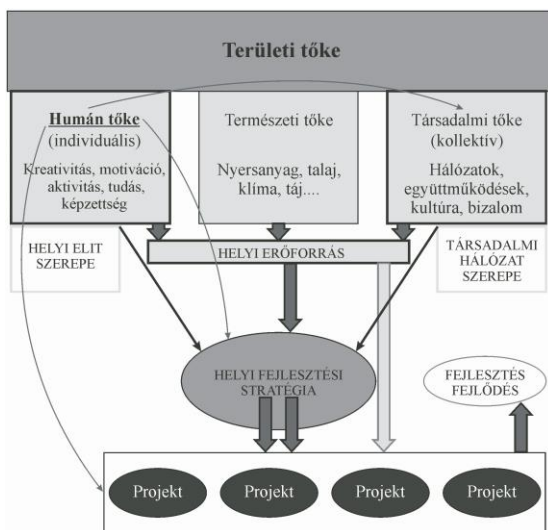 Területi tőke
Humán tőke
(individuális)
Kreativitás, motiváció,
aktivitás, tudás,
képzettség
Természeti tőke
Nyersanyag, talaj,
klíma, táj....
Társadalmi tőke
(kollektív)
Hálózatok,
együttműködések,
kultúra, bizalom
HELYI ELIT
SZEREPE
HELYI ERŐFORRÁS
TÁRSADALMI
HÁLÓZAT
SZEREPE
HELYI FEJLESZTÉSI
STRATÉGIA
FEJLESZTÉS
FEJLŐDÉS
Projekt
Projekt
Projekt
Projekt